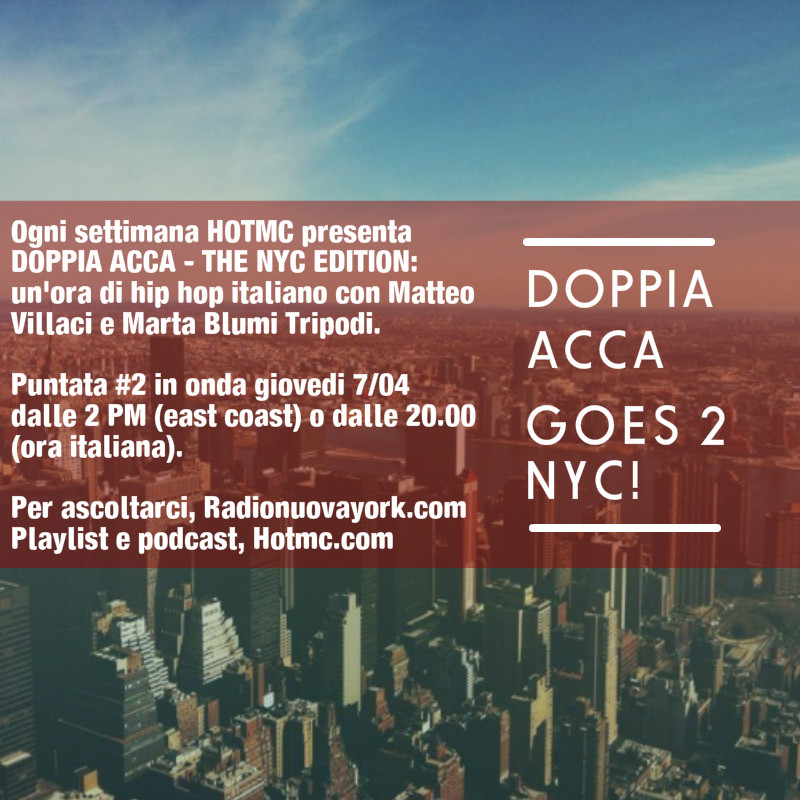 Ogni settimana HOTMC presenta
DOPPIA ACCA - THE NYC EDITION:
un'ora di hip hop italiano con Matteo
Villaci e Marta Blumi Tripodi.
Puntata #2 in onda giovedi 7/04
dalle 2 PM (east coast) o dalle 20.00
(ora italiana).
Per ascoltarci, Radionuovayork.com
Playlist e podcast, Hotmc.com
DOPPIA
ACCA
GOES 2
NYC!